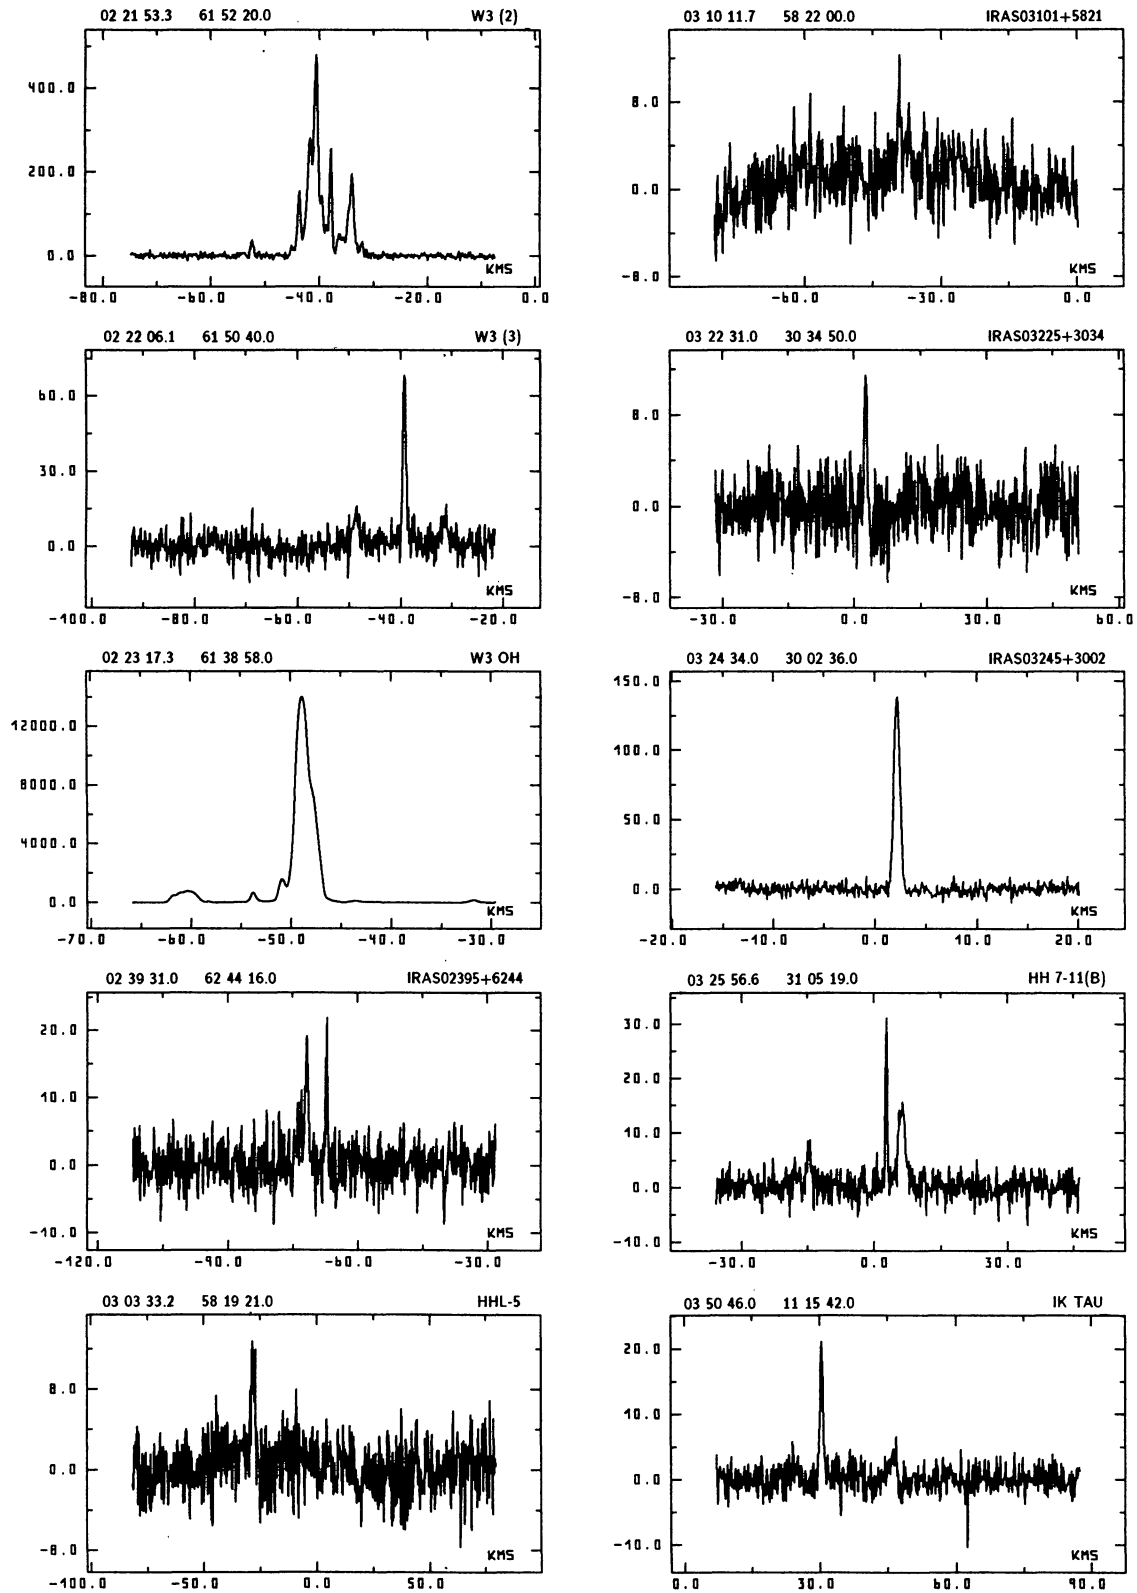 02 21 53.3 61 52 20.0 W3 (2)
400.0
200.0
0.0
KMS
-80.0 -60.0 -40.0 -20.0 0.0
02 22 06.1 61 50 40.0 W3 (3)
60.0
30.0
0.0
KMS
-100.0 -80.0 -60.0 -40.0 -20.0
02 23 17.3 61 38 58.0 W3 OH
12000.0
8000.0
4000.0
0.0
KMS
-70.0 -60.0 -50.0 -40.0 -30.0
02 39 31.0 62 44 16.0 IRAS02395+6244
20.0
10.0
0.0
-10.0
KMS
-120.0 -90.0 -60.0 -30.0
03 03 33.2 58 19 21.0 HHL-5
8.0
0.0
-8.0
KMS
-100.0 -50.0 0.0 50.0
03 10 11.7 58 22 00.0 IRAS03101+5821
8.0
0.0
-8.0
KMS
-60.0 -30.0 0.0
03 22 31.0 30 34 50.0 IRAS03225+3034
8.0
0.0
-8.0
KMS
-30.0 0.0 30.0 60.0
03 24 34.0 30 02 36.0 IRAS03245+3002
150.0
100.0
50.0
0.0
KMS
-20.0 -10.0 0.0 10.0 20.0
03 25 56.6 31 05 19.0 HH 7-11(B)
30.0
20.0
10.0
0.0
-10.0
KMS
-30.0 0.0 30.0
03 50 46.0 11 15 42.0 IK TAU
20.0
10.0
0.0
-10.0
KMS
0.0 30.0 60.0 90.0